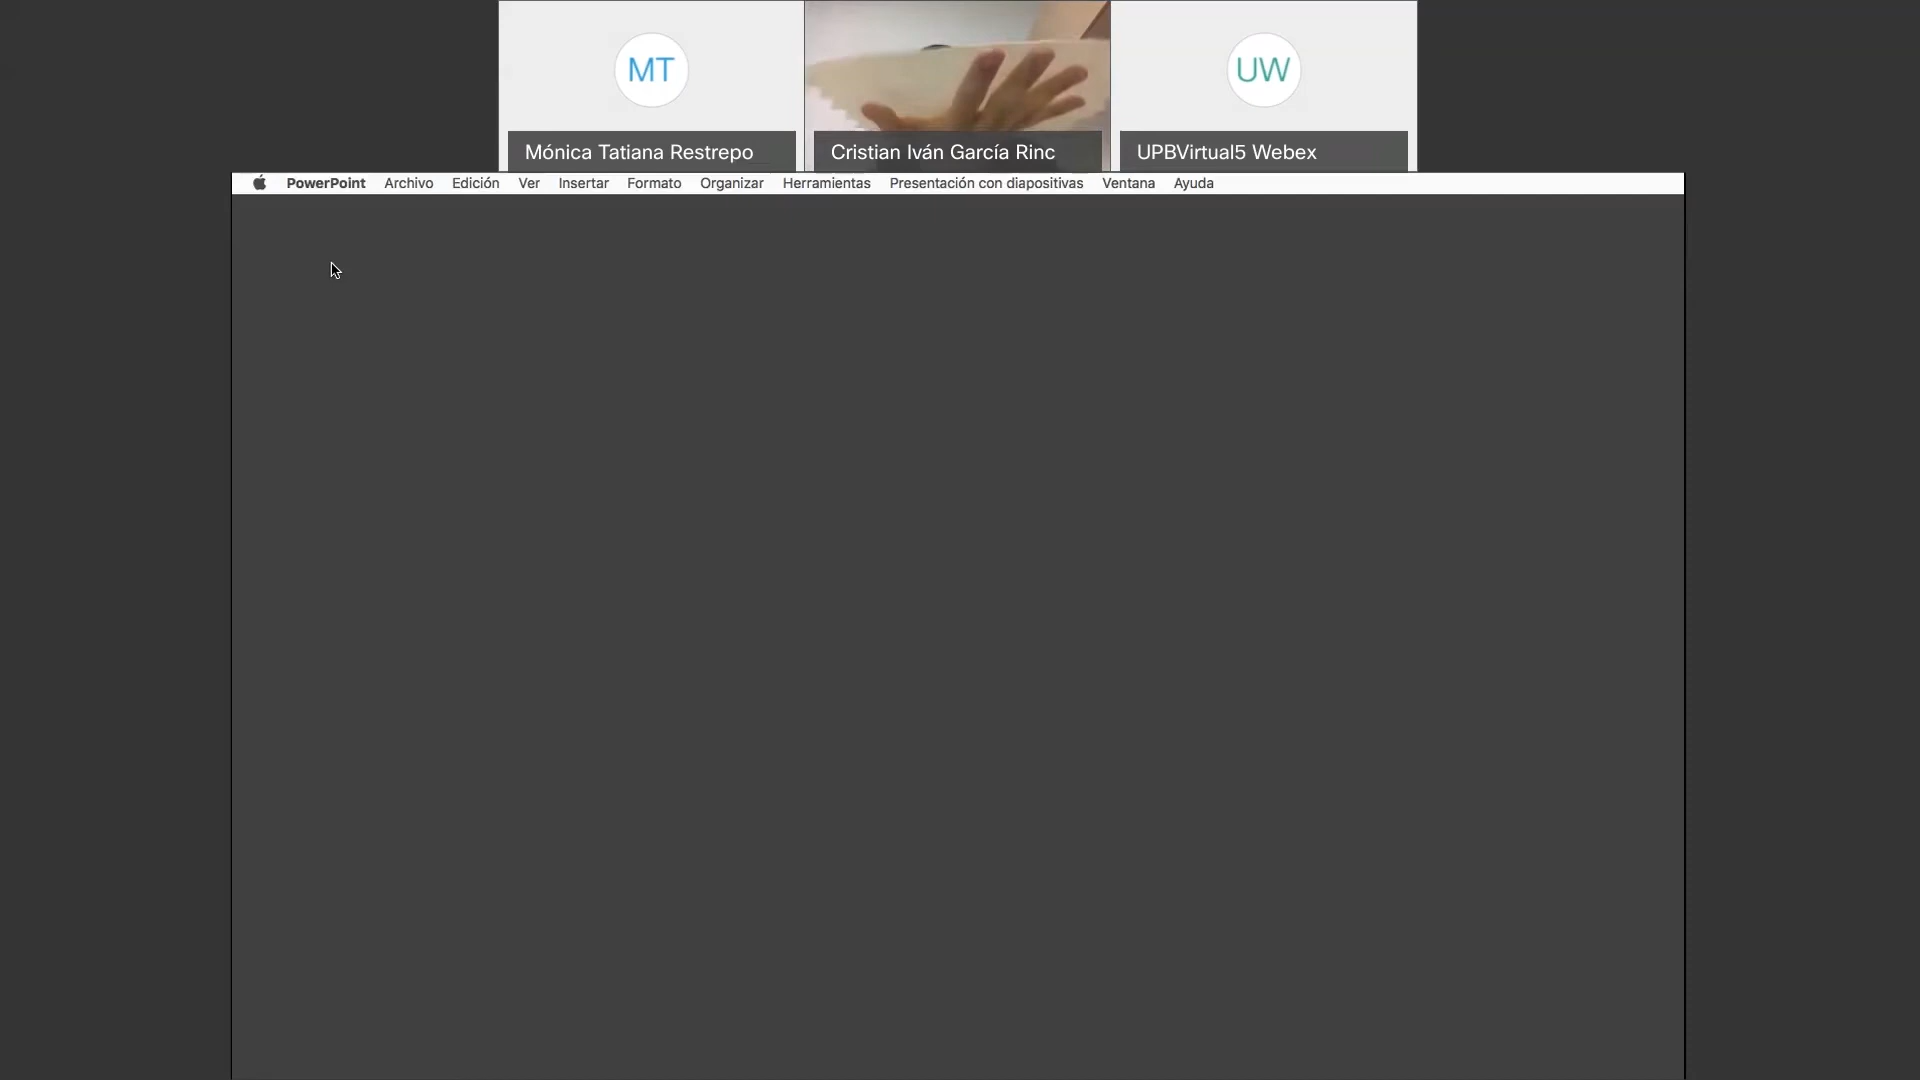 MT
UW
Mónica Tatiana Restrepo
Cristian Iván García Rinc
UPBVirtual5 Webex
PowerPoint Archivo Edición Ver Insertar Formato Organizar Herramientas Presentación con diapositivas Ventana Ayuda